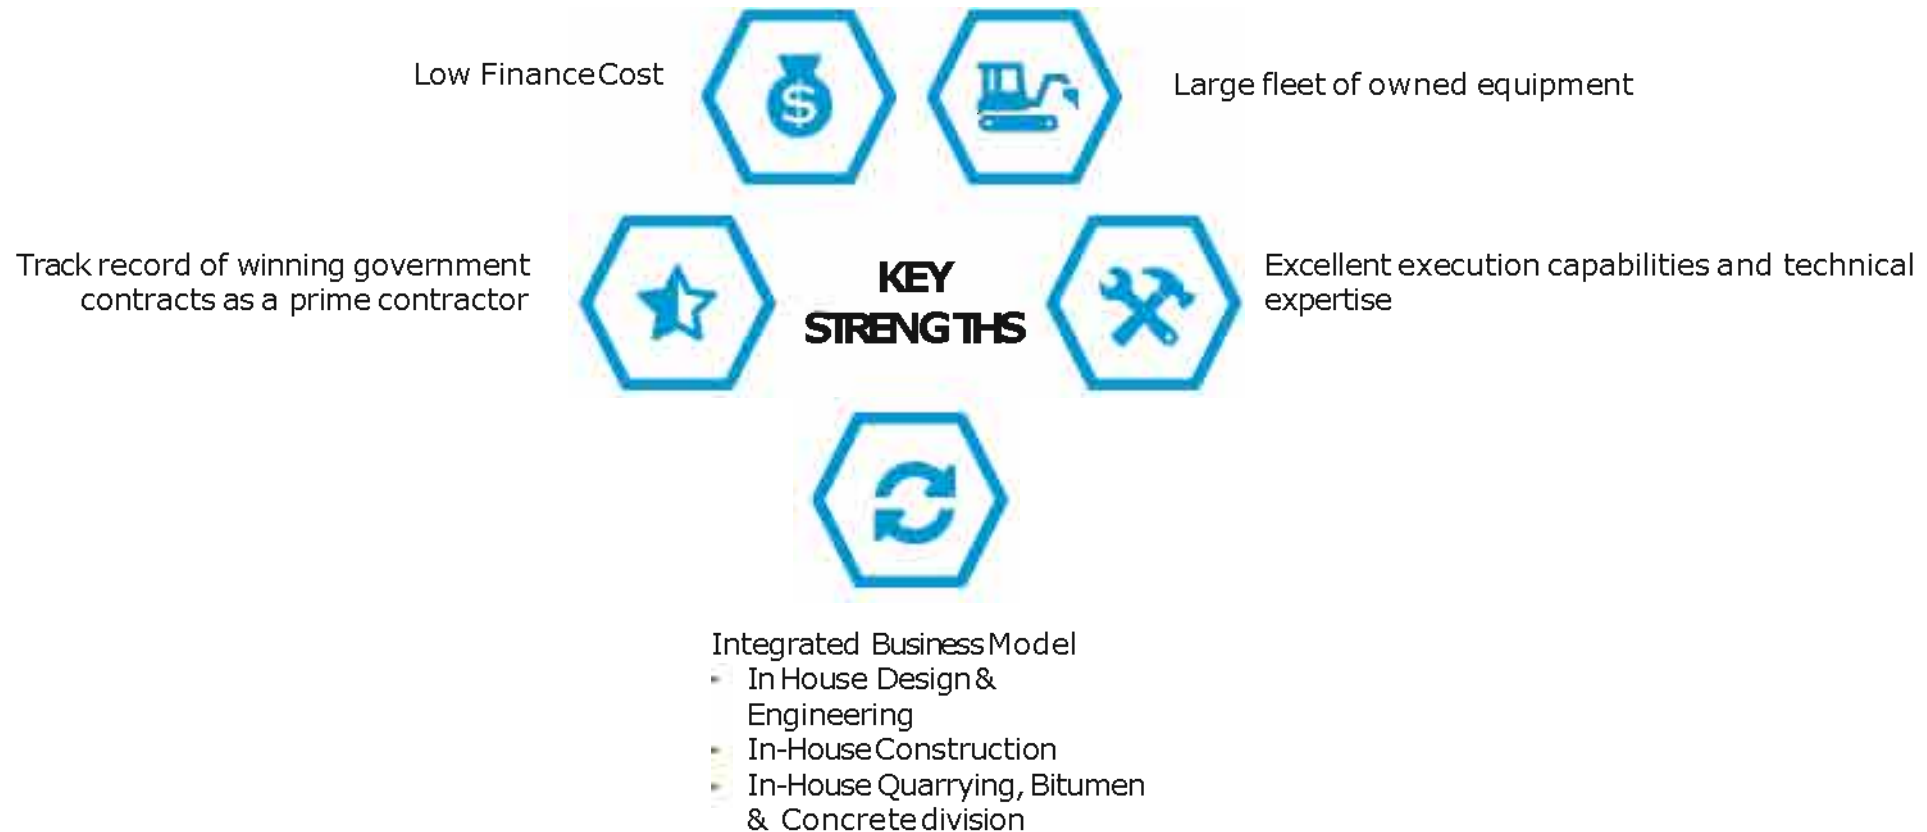 Low Finance Cost
$
Large fleet of owned equipment
Track record of winning government
contracts as a prime contractor
KEY
STRENGTHS
Excellent execution capabilities and technical
expertise
Integrated Business Model
In House Design &
Engineering
In-House Construction
In-House Quarrying, Bitumen
& Concrete division